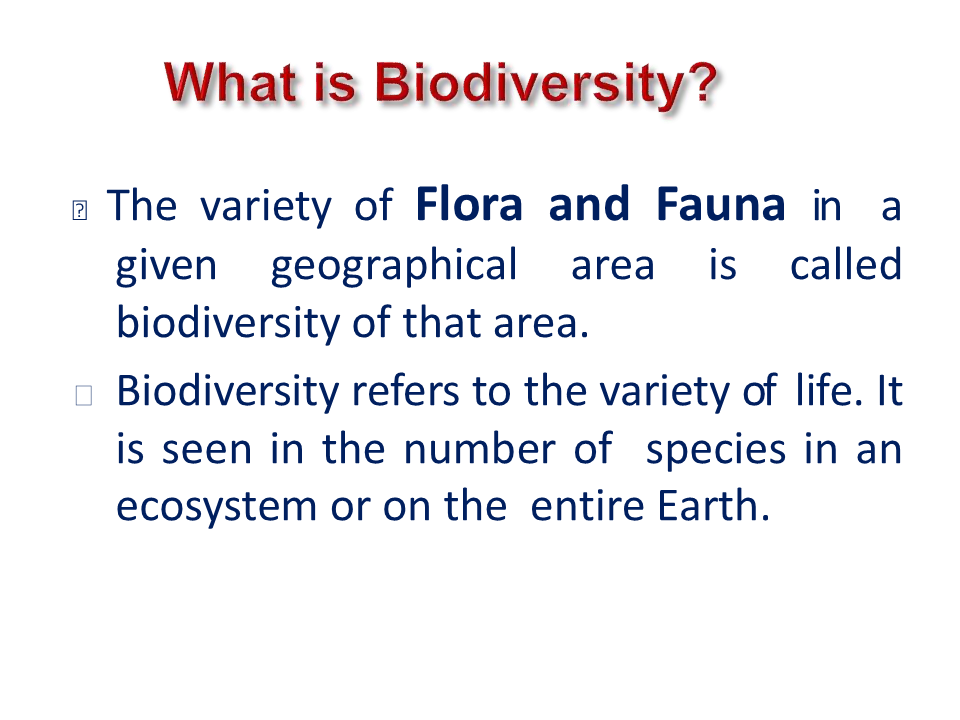 What is Biodiversity?
The variety of Flora and Fauna in a
given geographical area is called
biodiversity of that area.
Biodiversity refers to the variety of life. It
is seen in the number of species in an
ecosystem or on the entire Earth.